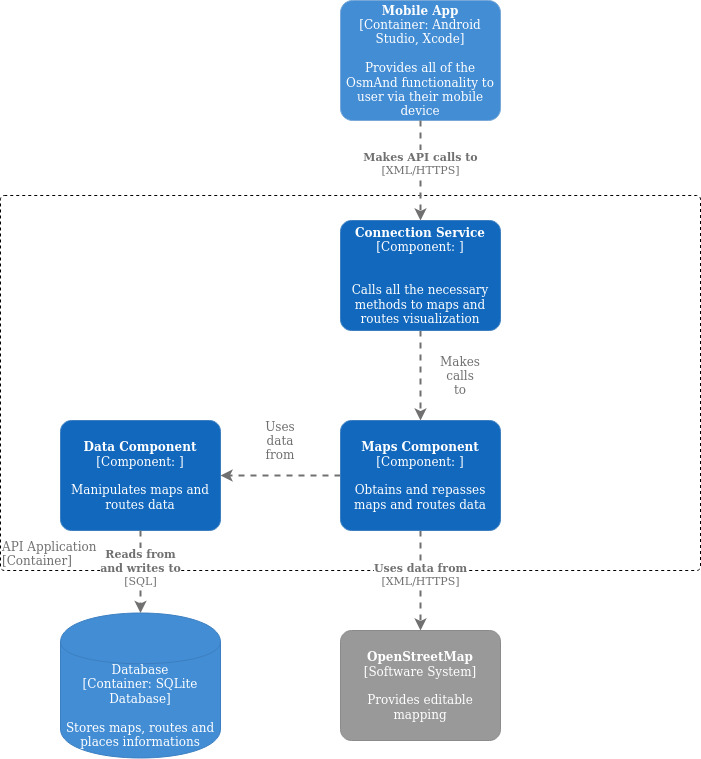 Mobile App
[Container: Android
Studio, Xcode]
Provides all of the
OsmAnd functionality to
user via their mobile
device
Makes API calls to
[XML/HTTPS]
Connection Service
[Component: ]
Calls all the necessary
methods to maps and
routes visualization
Makes
calls
to
Uses
data
from
Data Component
[Component: ]
Manipulates maps and
routes data
Maps Component
[Component: ]
Obtains and repasses
maps and routes data
API Application
[Container]
Reads from
and writes to
[SQL]
Uses data from
[XML/HTTPS]
Database
[Container: SQLite
Database]
Stores maps, routes and
places informations
OpenStreetMap
[Software System]
Provides editable
mapping